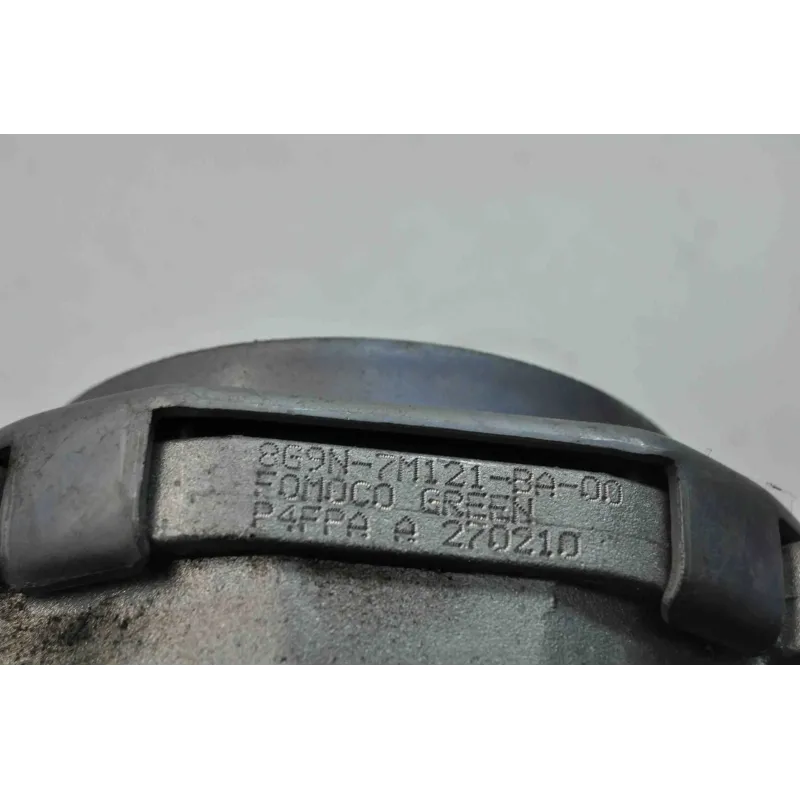 8G9N-7M121-BA-00
FOMOCO GREEN
P4FPA A 270210